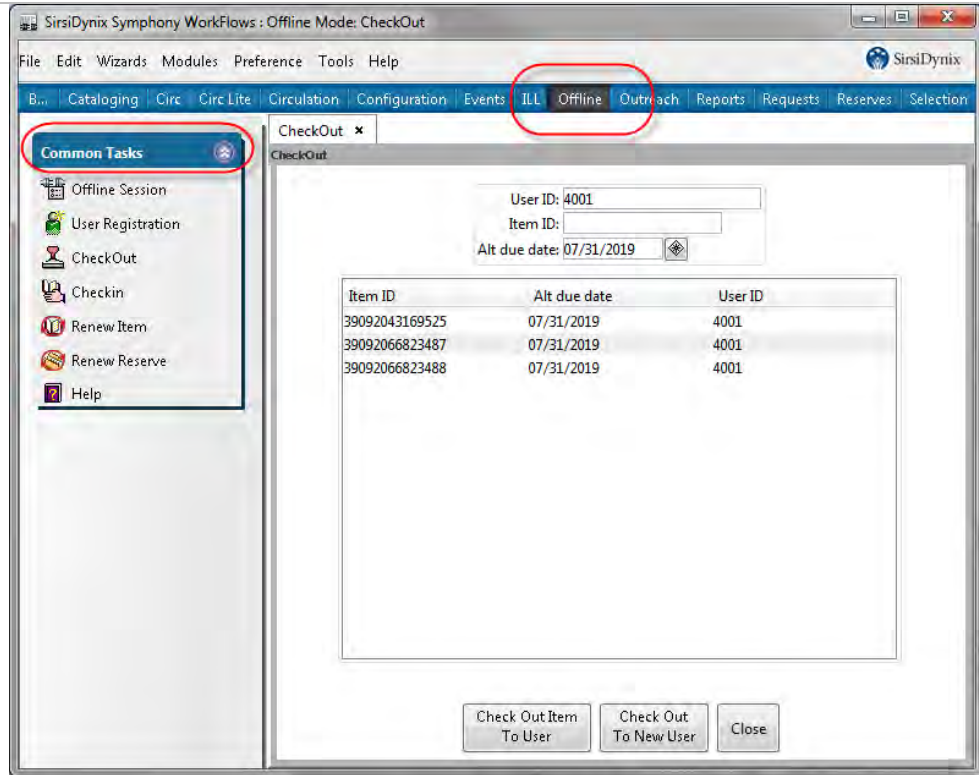 SirsiDynix Symphony WorkFlows : Offline Mode: CheckOut
File Edit Wizards Modules Preference Tools Help
SirsiDynix
B... Cataloging Circ Circ Lite Circulation Configuration Events ILL Offline Outreach Reports Requests Reserves Selection
Common Tasks
Offline Session
User Registration
CheckOut
Checkin
Renew Item
Renew Reserve
Help
CheckOut
CheckOut
User ID: 4001
Item ID:
Alt due date: 07/31/2019
Item ID Alt due date User ID
39092043169525 07/31/2019 4001
39092066823487 07/31/2019 4001
39092066823488 07/31/2019 4001
Check Out Item
To User
Check Out
To New User
Close